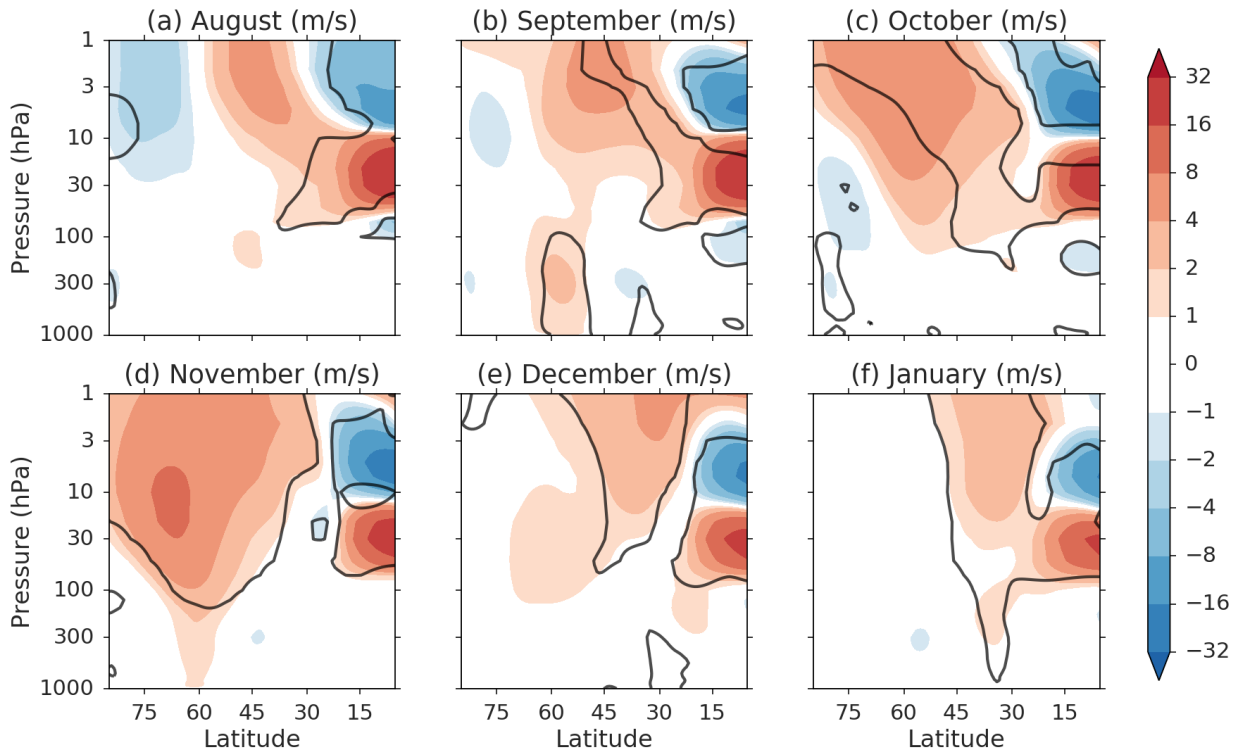 (a) August (m/s)
(b) September (m/s)
(c) October (m/s)
Pressure (hPa)
1
3
10
30
100
300
1000
(d) November (m/s)
(e) December (m/s)
(f) January (m/s)
Pressure (hPa)
1
3
10
30
100
300
1000
75 60 45 30 15
75 60 45 30 15
75 60 45 30 15
Latitude
Latitude
Latitude
32
16
8
4
2
1
0
−1
−2
−4
−8
−16
−32